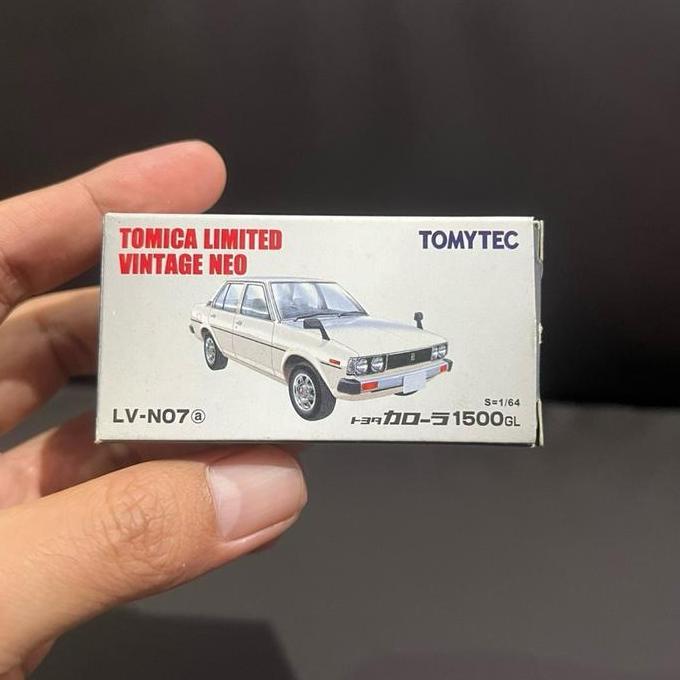 TOMICA LIMITED
VINTAGE NEO
TOMYTEC
S=1/64
LV-N07ⓐ
トヨタカローラ1500GL